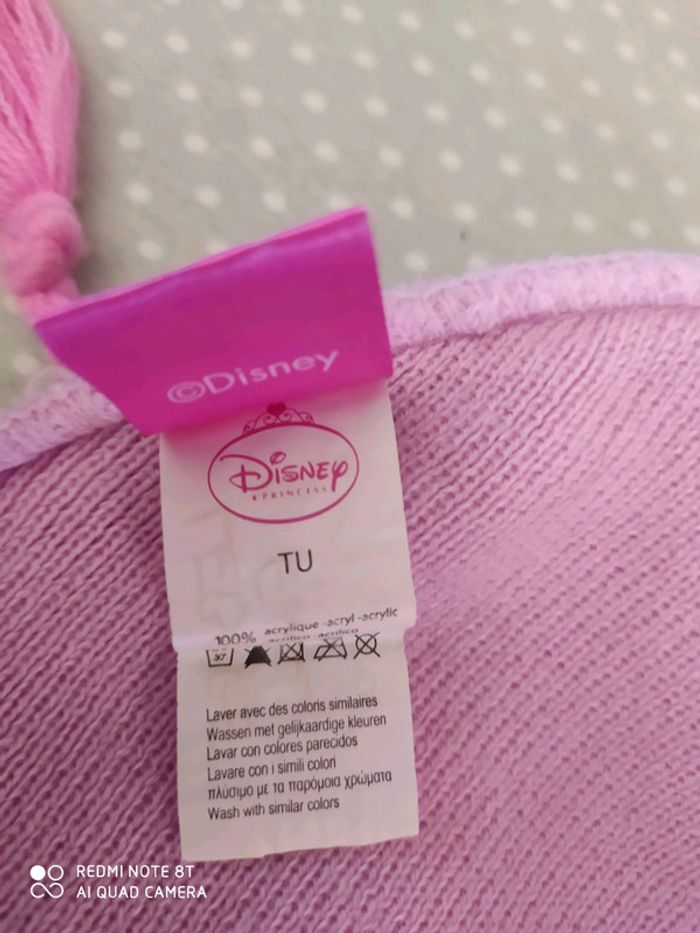 ©Disney
Disney
PRINCESS
TU
100% acrylique -acryl -acrylic
acrílico -acrilico
30°
Laver avec des coloris similaires
Wassen met gelijkaardige kleuren
Lavar con colores parecidos
Lavare con i simili colori
πλύσιμο με τα παρόμοια χρώματα
Wash with similar colors
REDMI NOTE 8T
AI QUAD CAMERA